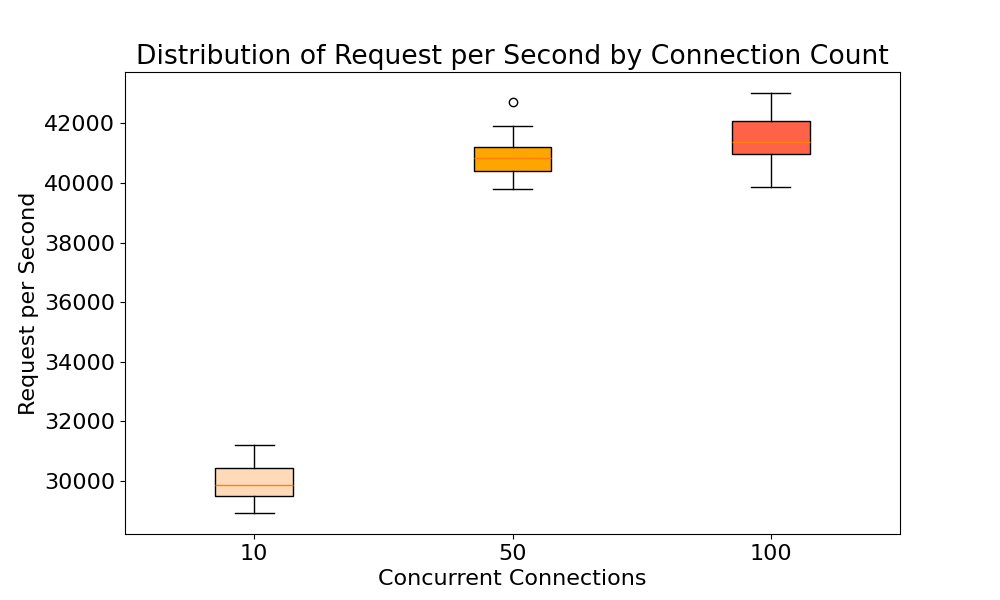 Distribution of Request per Second by Connection Count
Request per Second
42000
40000
38000
36000
34000
32000
30000
10 50 100
Concurrent Connections